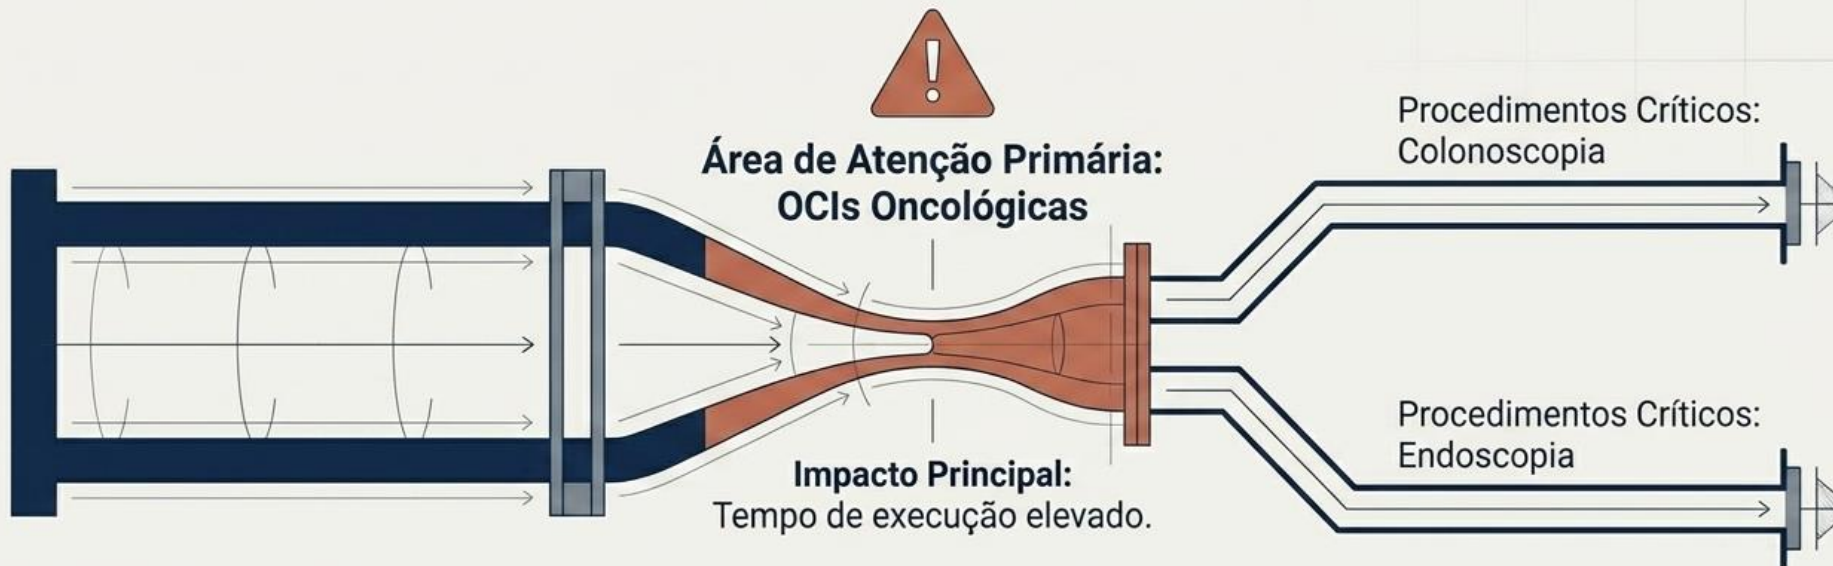 !
Área de Atenção Primária:
OCIs Oncológicas
Impacto Principal:
Tempo de execução elevado.
Procedimentos Críticos:
Colonoscopia
Procedimentos Críticos:
Endoscopia